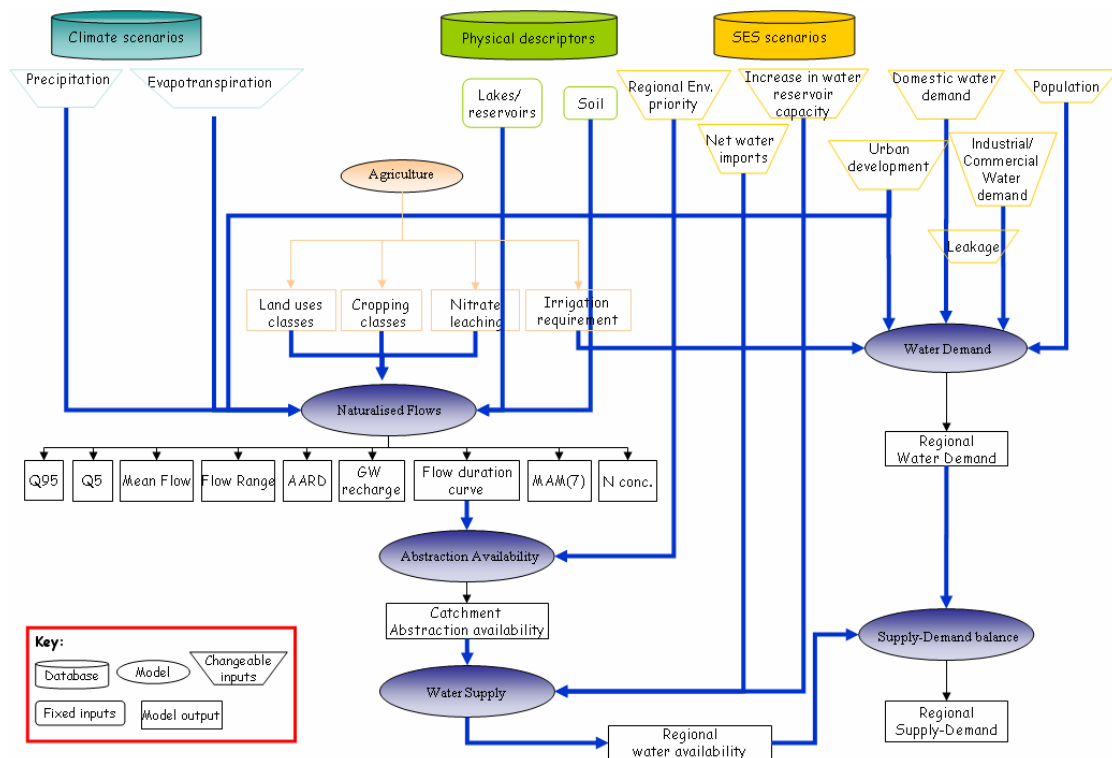 Climate scenarios
Physical descriptors
SES scenarios
Precipitation
Evapotranspiration
Lakes/
reservoirs
Soil
Regional Env.
priority
Increase in water
reservoir
capacity
Domestic water
demand
Population
Net water
imports
Urban
development
Industrial/
Commercial
Water
demand
Agriculture
Leakage
Land uses
classes
Cropping
classes
Nitrate
leaching
Irrigation
requirement
Water Demand
Naturalised Flows
Regional
Water Demand
Q95
Q5
Mean Flow
Flow Range
AARD
GW
recharge
Flow duration
curve
MAM(7)
N conc.
Abstraction Availability
Catchment
Abstraction availability
Supply-Demand balance
Key:
Database
Model
Changeable
inputs
Fixed inputs
Model output
Water Supply
Regional
water availability
Regional
Supply-Demand